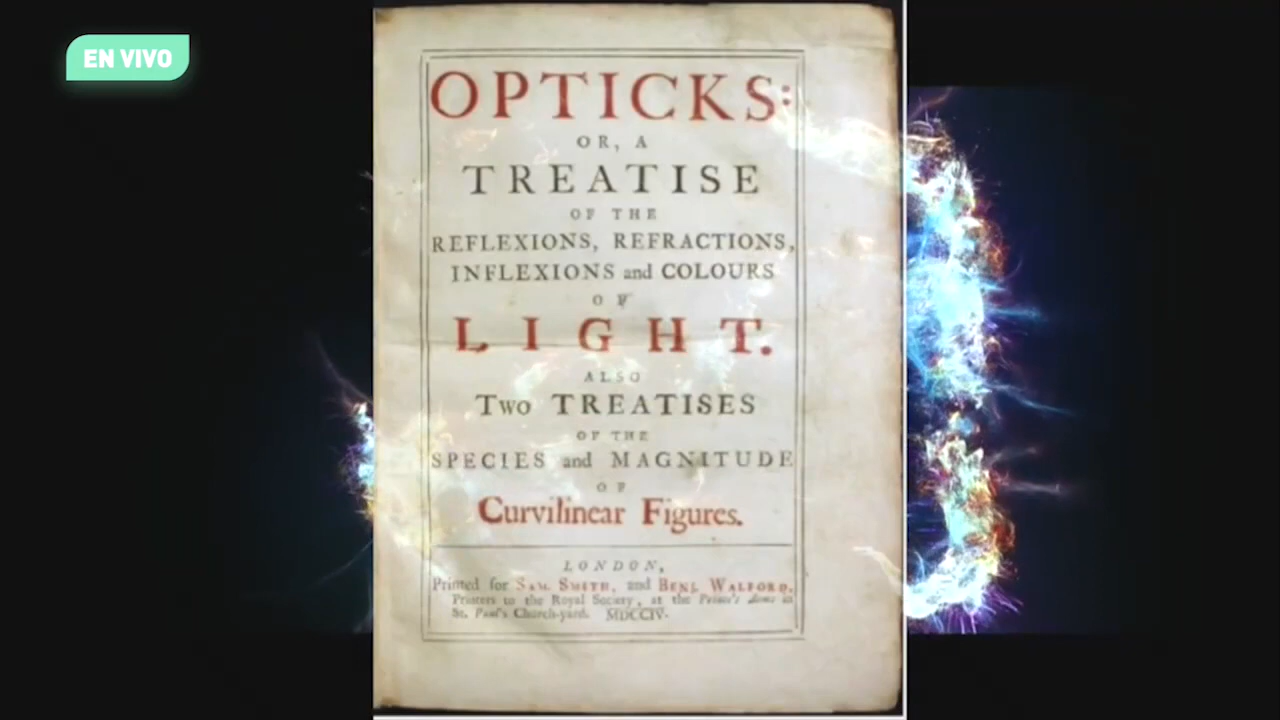 EN VIVO
OPTICKS:
OR, A
TREATISE
OF THE
REFLEXIONS, REFRACTIONS,
INFLEXIONS and COLOURS
OF
LIGHT.
ALSO
Two TREATISES
OF THE
SPECIES and MAGNITUDE
OF
Curvilinear Figures.
LONDON,
Printed for SAM. SMITH, and BENJ. WALFORD,
Printers to the Royal Society, at the Prince's Arms in
St. Paul's Church-yard. MDCCIV.